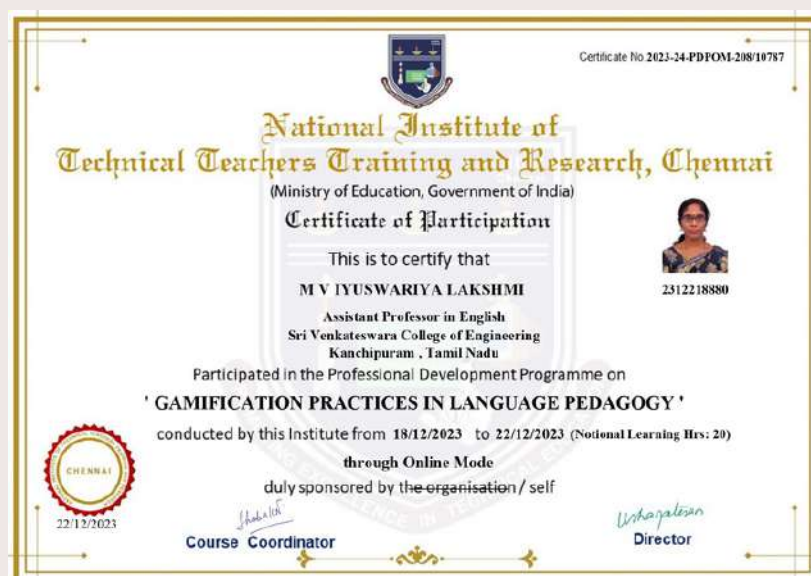 Certificate No.2023-24-PDPOM-208/10787
National Institute of
Technical Teachers Training and Research, Chennai
(Ministry of Education, Government of India)
Certificate of Participation
This is to certify that
M V IYUSWARIYA LAKSHMI
2312218880
Assistant Professor in English
Sri Venkateswara College of Engineering
Kanchipuram , Tamil Nadu
Participated in the Professional Development Programme on
' GAMIFICATION PRACTICES IN LANGUAGE PEDAGOGY '
conducted by this Institute from 18/12/2023 to 22/12/2023 (Notional Learning Hrs: 20)
through Online Mode
duly sponsored by the organisation / self
CHENNAI
22/12/2023
Course Coordinator
Director